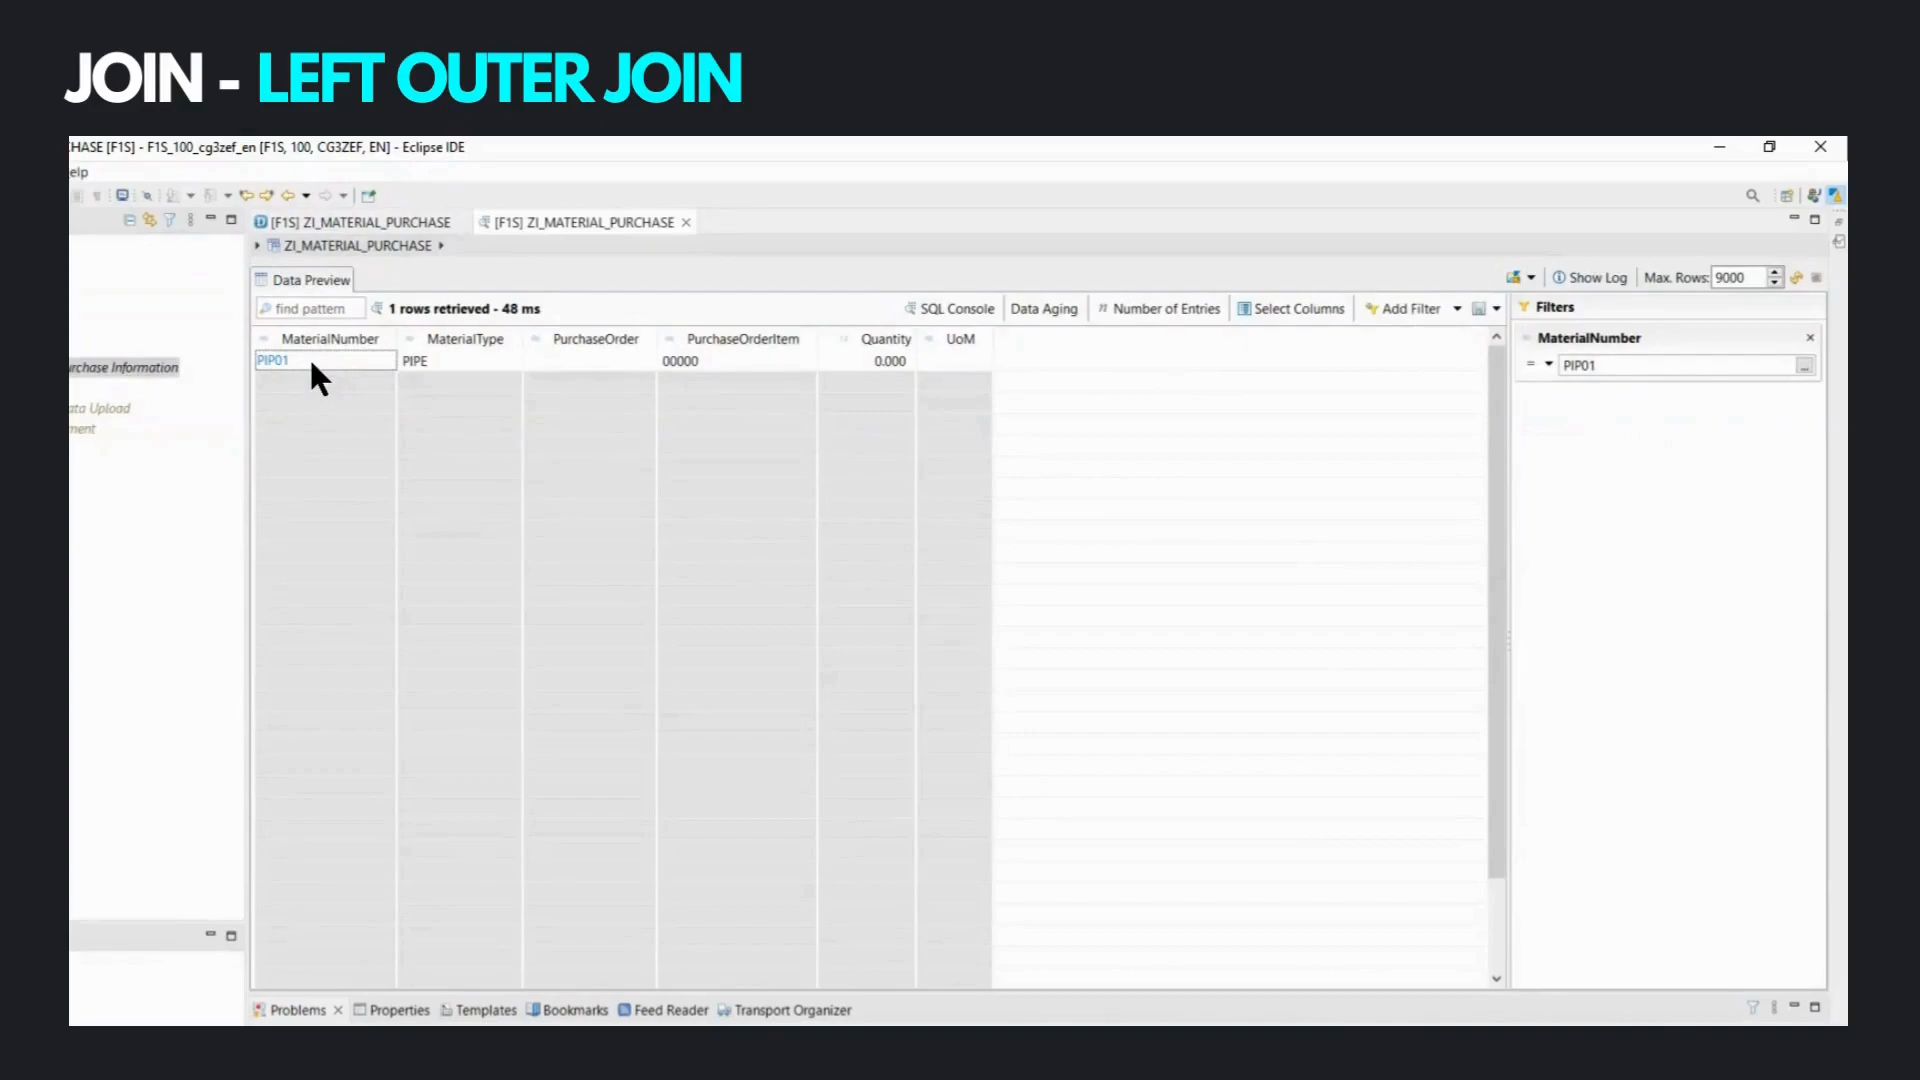 JOIN - LEFT OUTER JOIN
CHASE [F1S] - F1S_100_cg3zef_en [F1S, 100, CG3ZEF, EN] - Eclipse IDE
elp
[F1S] ZI_MATERIAL_PURCHASE [F1S] ZI_MATERIAL_PURCHASE
ZI_MATERIAL_PURCHASE
Data Preview Show Log Max. Rows: 9000
find pattern 1 rows retrieved - 48 ms SQL Console Data Aging Number of Entries Select Columns Add Filter Filters
MaterialNumber MaterialType PurchaseOrder PurchaseOrderItem Quantity UoM MaterialNumber
PIP01 PIPE 00000 0.000 = PIP01 ...
urchase Information
ata Upload
ment
Problems Properties Templates Bookmarks Feed Reader Transport Organizer